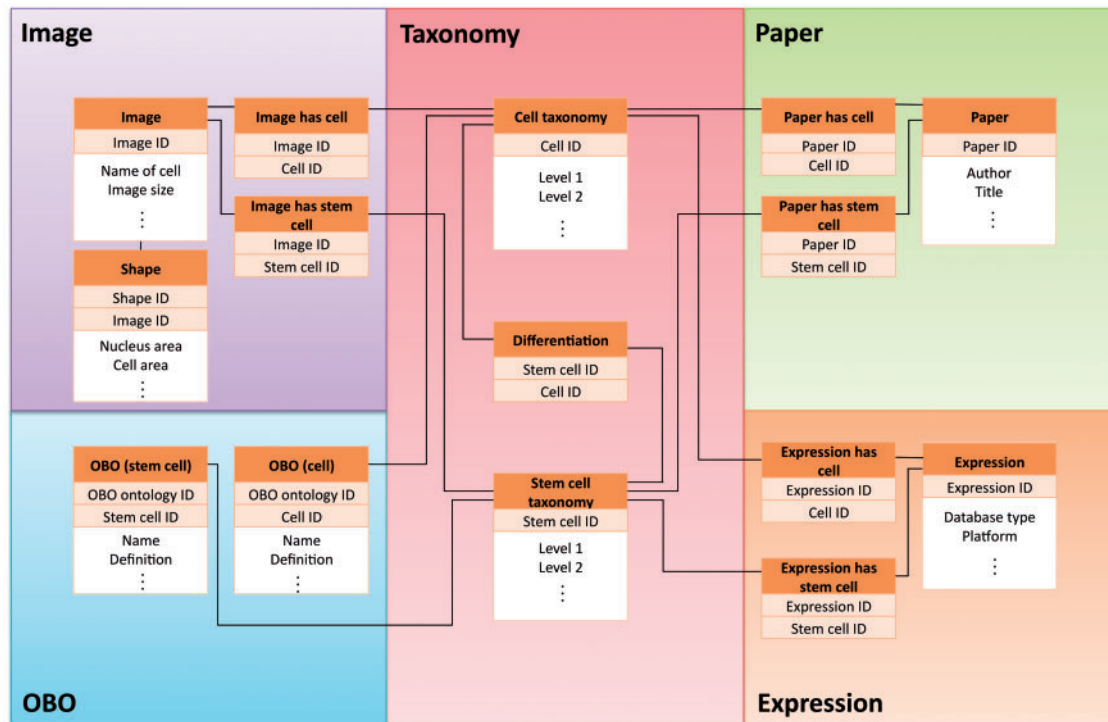 Image
Image
Image ID
Name of cell
Image size
⋮
Image has cell
Image ID
Cell ID
Image has stem
cell
Image ID
Stem cell ID
Shape
Shape ID
Image ID
Nucleus area
Cell area
⋮
Taxonomy
Cell taxonomy
Cell ID
Level 1
Level 2
⋮
Differentiation
Stem cell ID
Cell ID
Stem cell
taxonomy
Stem cell ID
Level 1
Level 2
⋮
Paper
Paper has cell
Paper ID
Cell ID
Paper
Paper ID
Author
Title
⋮
Paper has stem
cell
Paper ID
Stem cell ID
OBO (stem cell)
OBO ontology ID
Stem cell ID
Name
Definition
⋮
OBO (cell)
OBO ontology ID
Cell ID
Name
Definition
⋮
OBO
Expression has
cell
Expression ID
Cell ID
Expression
Expression ID
Database type
Platform
⋮
Expression has
stem cell
Expression ID
Stem cell ID
Expression